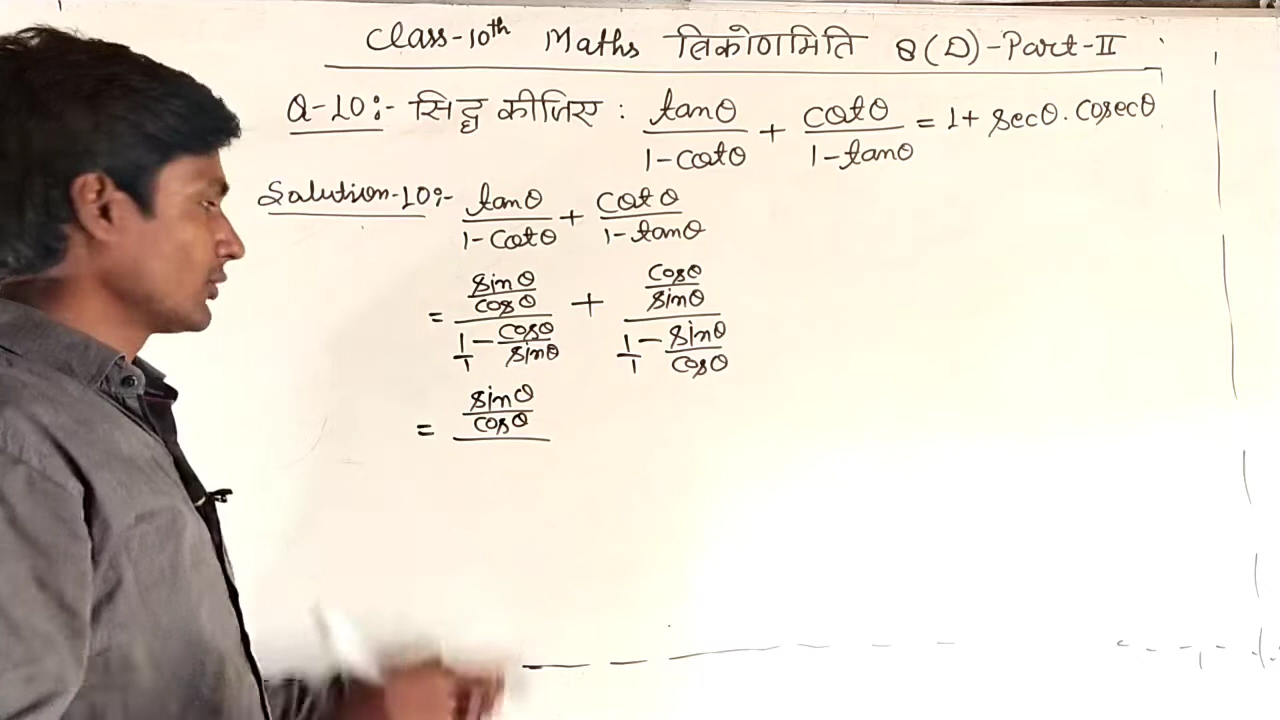 Class-10th Maths त्रिकोणमिति 8(D)-Part-II
Q-10:- सिद्ध कीजिए : tanθ/(1-cotθ) + cotθ/(1-tanθ) = 1+ secθ.cosecθ
Solution-10:- tanθ/(1-cotθ) + cotθ/(1-tanθ)
= (sinθ/cosθ)/(1/1 - cosθ/sinθ) + (cosθ/sinθ)/(1/1 - sinθ/cosθ)
= sinθ/cosθ